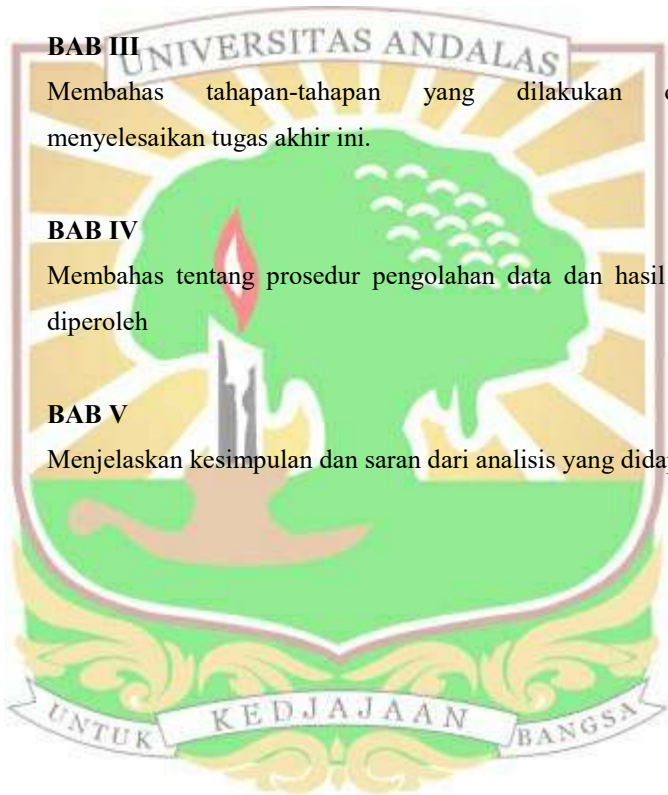 UNIVERSITAS ANDALAS
BAB III
Membahas tahapan-tahapan yang dilakukan
menyelesaikan tugas akhir ini.
BAB IV
Membahas tentang prosedur pengolahan data dan hasil
diperoleh
BAB V
Menjelaskan kesimpulan dan saran dari analisis yang
UNTUK KEDJAJAAN BANGSA